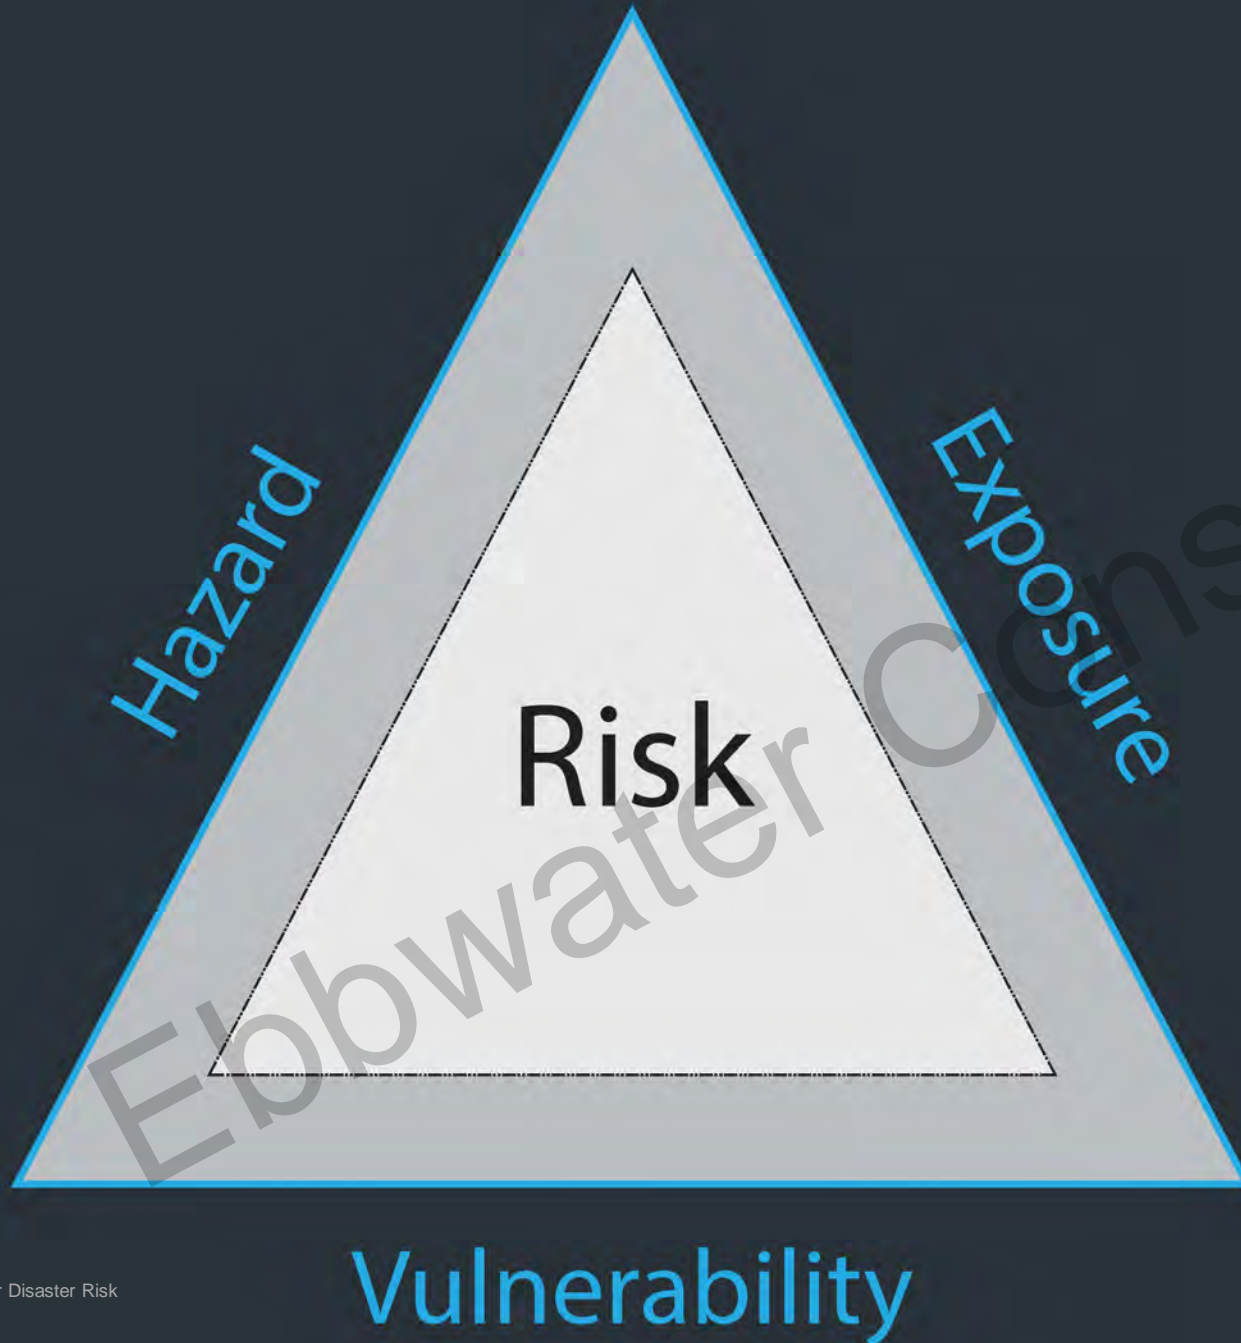 Hazard
Exposure
Risk
Ebbwater Cons
Vulnerability
Disaster Risk